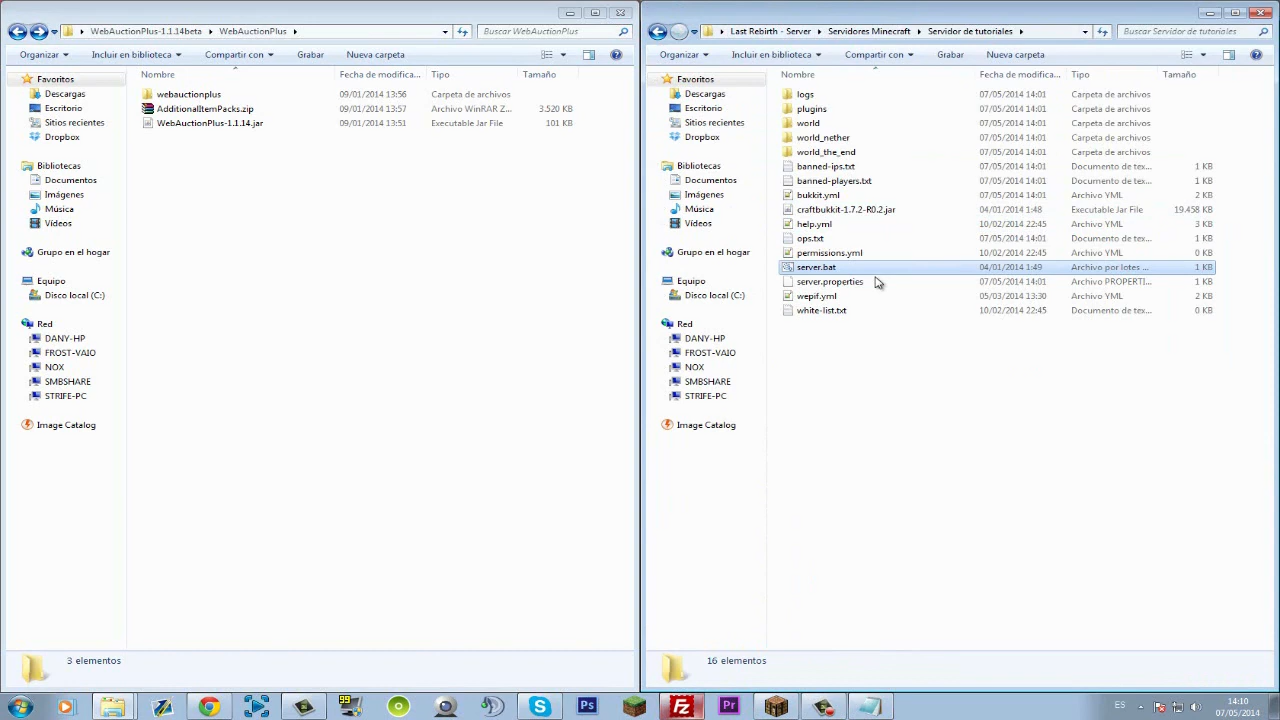 WebAuctionPlus-1.1.14beta WebAuctionPlus Buscar WebAuctionPlus
Organizar Incluir en biblioteca Compartir con Grabar Nueva carpeta
Nombre Fecha de modifica... Tipo Tamaño
Favoritos
Descargas
Escritorio
Sitios recientes
Dropbox
Bibliotecas
Documentos
Imágenes
Música
Vídeos
Grupo en el hogar
Equipo
Disco local (C:)
Red
DANY-HP
FROST-VAIO
NOX
SMBSHARE
STRIFE-PC
Image Catalog
webauctionplus 09/01/2014 13:56 Carpeta de archivos
AdditionalItemPacks.zip 09/01/2014 13:57 Archivo WinRAR Z... 3.520 KB
WebAuctionPlus-1.1.14.jar 09/01/2014 13:51 Executable Jar File 101 KB
3 elementos
Last Rebirth - Server Servidores Minecraft Servidor de tutoriales Buscar Servidor de tutoriales
Organizar Incluir en biblioteca Compartir con Grabar Nueva carpeta
Nombre Fecha de modifica... Tipo Tamaño
Favoritos
Descargas
Escritorio
Sitios recientes
Dropbox
Bibliotecas
Documentos
Imágenes
Música
Vídeos
Grupo en el hogar
Equipo
Disco local (C:)
Red
DANY-HP
FROST-VAIO
NOX
SMBSHARE
STRIFE-PC
Image Catalog
logs 07/05/2014 14:01 Carpeta de archivos
plugins 07/05/2014 14:01 Carpeta de archivos
world 07/05/2014 14:01 Carpeta de archivos
world_nether 07/05/2014 14:01 Carpeta de archivos
world_the_end 07/05/2014 14:01 Carpeta de archivos
banned-ips.txt 07/05/2014 14:01 Documento de tex... 1 KB
banned-players.txt 07/05/2014 14:01 Documento de tex... 1 KB
bukkit.yml 07/05/2014 14:01 Archivo YML 2 KB
craftbukkit-1.7.2-R0.2.jar 04/01/2014 1:48 Executable Jar File 19.458 KB
help.yml 10/02/2014 22:45 Archivo YML 3 KB
ops.txt 07/05/2014 14:01 Documento de tex... 1 KB
permissions.yml 10/02/2014 22:45 Archivo YML 0 KB
server.bat 04/01/2014 1:49 Archivo por lotes ... 1 KB
server.properties 07/05/2014 14:01 Archivo PROPERTI... 1 KB
wepif.yml 05/03/2014 13:30 Archivo YML 2 KB
white-list.txt 10/02/2014 22:45 Documento de tex... 0 KB
16 elementos
99
Ps
Fz
Pr
ES
14:10
07/05/2014